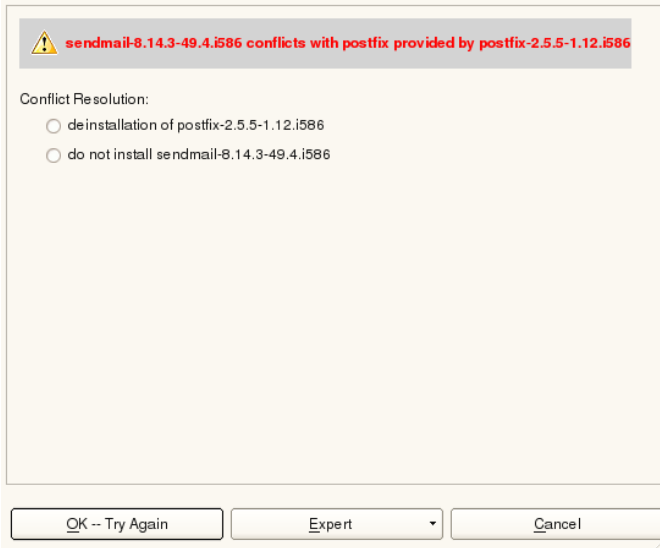 sendmail-8.14.3-49.4.i586 conflicts with postfix provided by postfix-2.5.5-1.12.i586
Conflict Resolution:
deinstallation of postfix-2.5.5-1.12.i586
do not install sendmail-8.14.3-49.4.i586
OK -- Try Again
Expert
Cancel